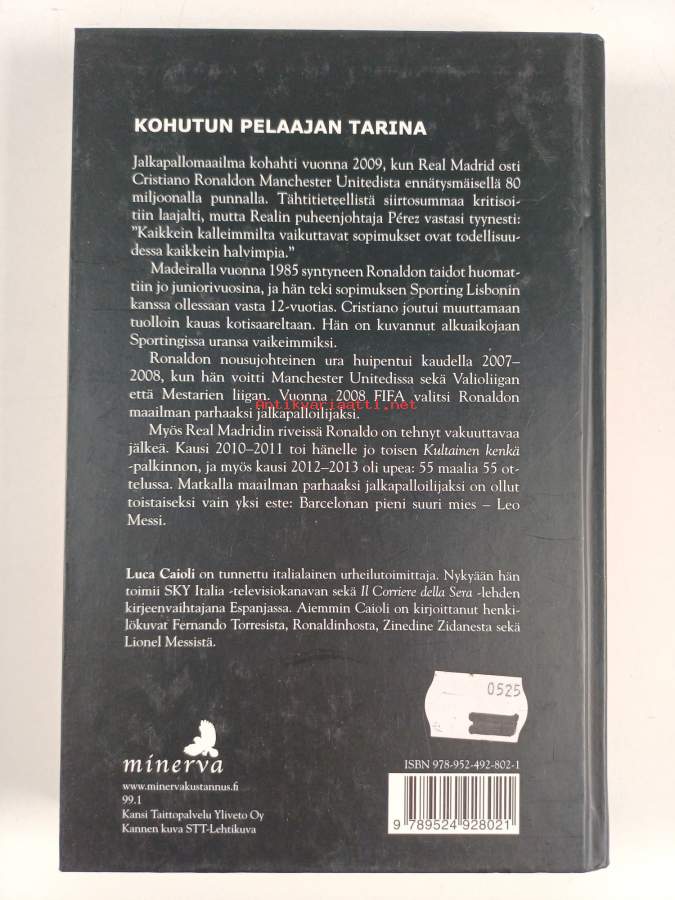 KOHUTUN PELAAJAN TARINA
Jalkapallomaailma kohahti vuonna 2009, kun Real Madrid osti
Cristiano Ronaldon Manchester Unitedista ennätysmäisellä 80
miljoonalla punnalla. Tähtitieteellistä siirtosummaa kritisoi-
tiin laajalti, mutta Realin puheenjohtaja Pérez vastasi tyynesti:
”Kaikkein kalleimmilta vaikuttavat sopimukset ovat todellisuu-
dessa kaikkein halvimpia.”
Madeiralla vuonna 1985 syntyneen Ronaldon taidot huomat-
tiin jo juniorivuosina, ja hän teki sopimuksen Sporting Lisbonin
kanssa ollessaan vasta 12-vuotias. Cristiano joutui muuttamaan
tuolloin kauas kotisaareltaan. Hän on kuvannut alkuaikojaan
Sportingissa uransa vaikeimmiksi.
Ronaldon nousujohteinen ura huipentui kaudella 2007–
2008, kun hän voitti Manchester Unitedissa sekä Valioliigan
että Mestarien liigan. Vuonna 2008 FIFA valitsi Ronaldon
Antikvariaatti.net
maailman parhaaksi jalkapalloilijaksi.
Myös Real Madridin riveissä Ronaldo on tehnyt vakuuttavaa
jälkeä. Kausi 2010–2011 toi hänelle jo toisen Kultainen kenkä
-palkinnon, ja myös kausi 2012–2013 oli upea: 55 maalia 55 ot-
telussa. Matkalla maailman parhaaksi jalkapalloilijaksi on ollut
toistaiseksi vain yksi este: Barcelonan pieni suuri mies – Leo
Messi.
Luca Caioli on tunnettu italialainen urheilutoimittaja. Nykyään hän
toimii SKY Italia -televisiokanavan sekä Il Corriere della Sera -lehden
kirjeenvaihtajana Espanjassa. Aiemmin Caioli on kirjoittanut henki-
lökuvat Fernando Torresista, Ronaldinhosta, Zinedine Zidanesta sekä
Lionel Messistä.
0525
minerva
www.minervakustannus.fi
99.1
Kansi Taittopalvelu Yliveto Oy
Kannen kuva STT-Lehtikuva
ISBN 978-952-492-802-1
9 789524 928021